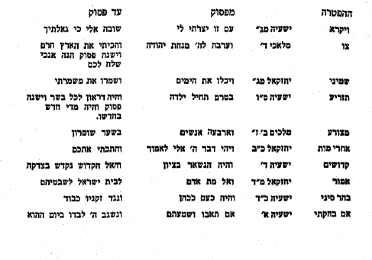 ההפטרה מפסוק עד פסוק
ויקרא ישעיה מג" עם זו יצרתי לי שובה אלי כי גאלתיך
צו מלאכי ד' וערבה לה' מנחת יהודה והכיתי את הארץ חרם
וישנה פסוק הנה אנכי
שלח לכם
שמיני יחזקאל מג" ויכלו את הימים ושמרו את משמרתי
תזריע ישעיה ס"ו בטרם תחיל ילדה והיה דראון לכל בשר וישנה
פסוק והיה מדי חדש
בחדשו.
מצורע מלכים ב' ז" וארבעה אנשים בשער שומרון
אחרי מות יחזקאל כ"ב ויהי דבר ה' אלי לאמור והתכתי אתכם
קדושים ישעיה ד' והיה הנשאר בציון והאל הקדוש נקדש בצדקה
אמור יחזקאל מ"ד ואל מת אדם לבית ישראל לשבטיהם
בהר סיני ישעיה כ"ד והיה כעם ככהן ונגד זקניו כבוד
אם בחקתי ישעיה א' אם תאבו ושמעתם ונשגב ה' לבדו ביום ההוא